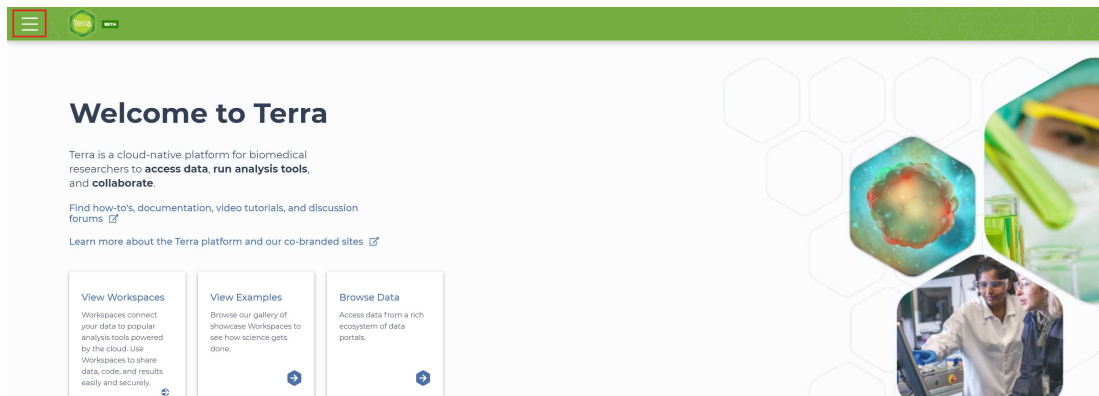 Terra BETA
Welcome to Terra
Terra is a cloud-native platform for biomedical
researchers to access data, run analysis tools,
and collaborate.
Find how-to's, documentation, video tutorials, and discussion
forums
Learn more about the Terra platform and our co-branded sites
View Workspaces
Workspaces connect
your data to popular
analysis tools powered
by the cloud. Use
Workspaces to share
data, code, and results
easily and securely.
View Examples
Browse our gallery of
showcase Workspaces to
see how science gets
done.
Browse Data
Access data from a rich
ecosystem of data
portals.